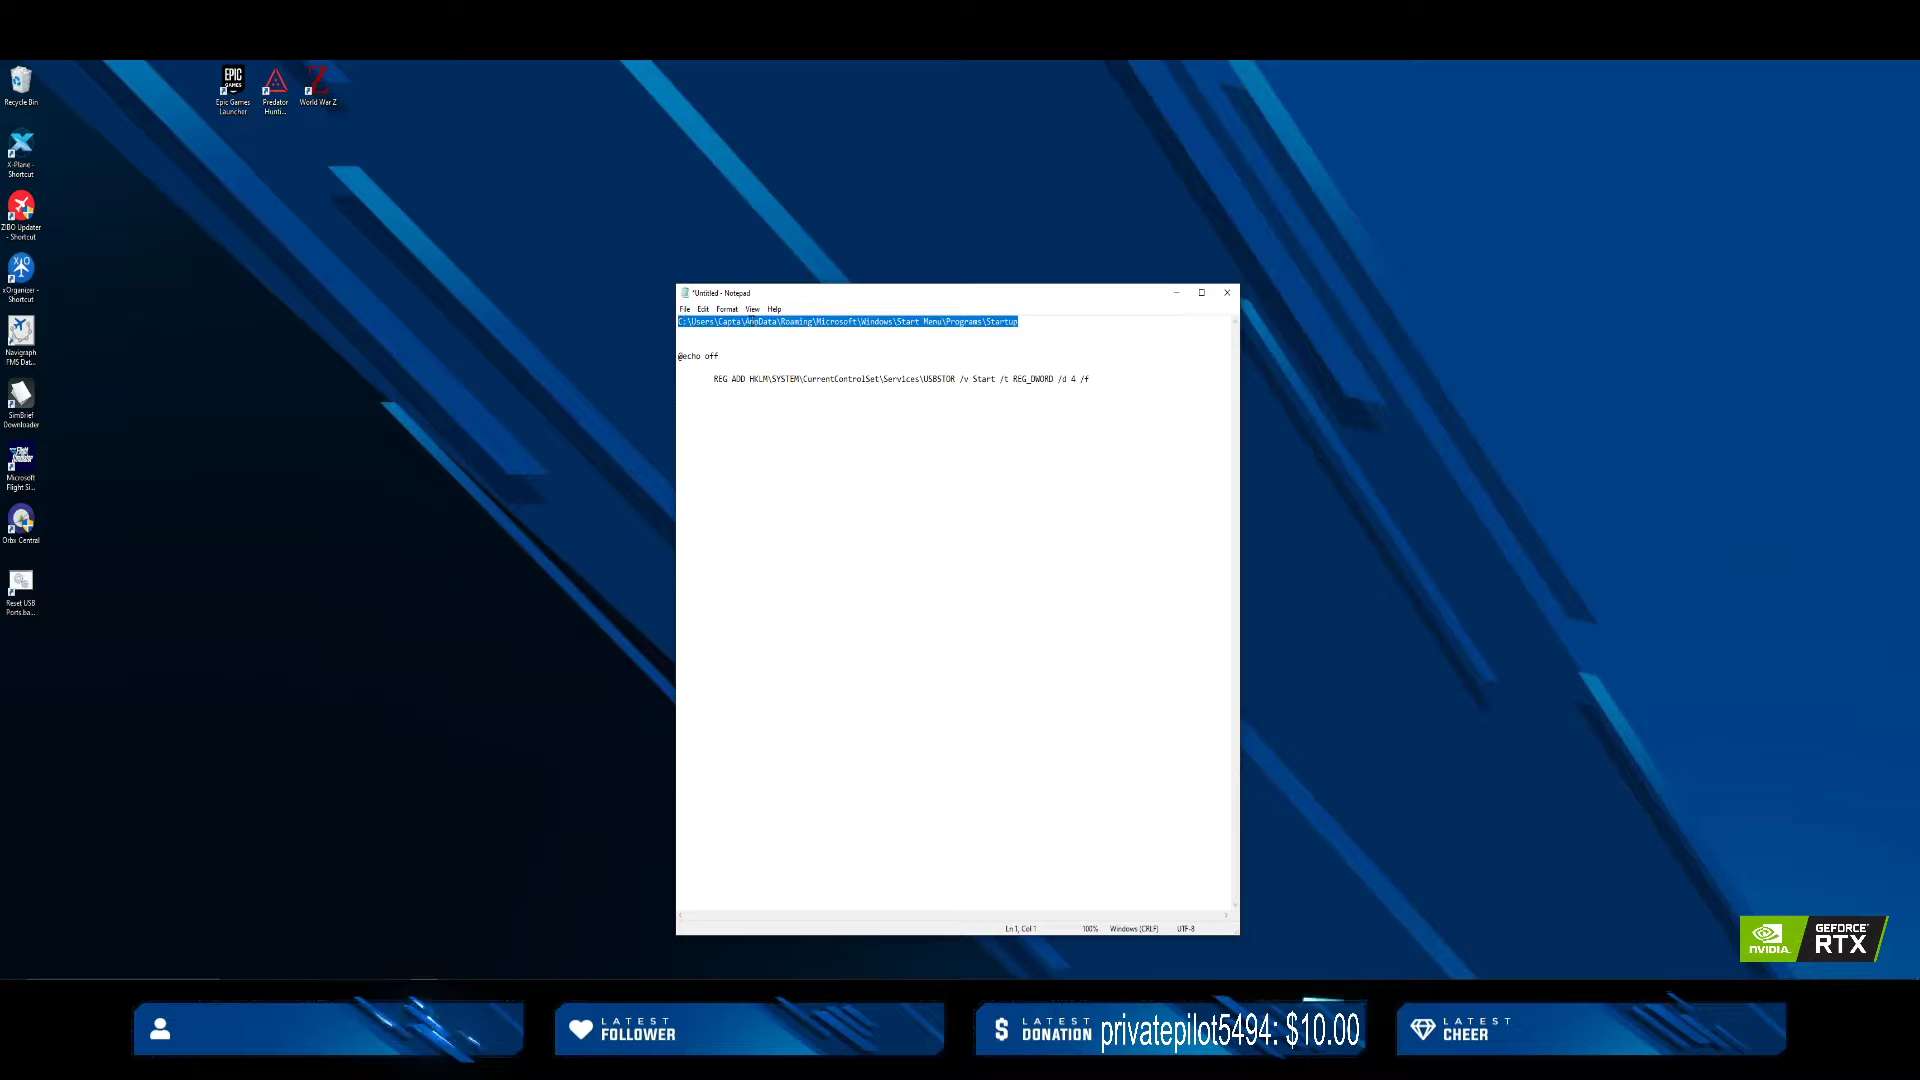 Recycle Bin
Epic Games
Launcher
Predator
Hunti...
World War Z
X-Plane -
Shortcut
ZIBO Updater
- Shortcut
xOrganizer -
Shortcut
Navigraph
FMS Dat...
SimBrief
Downloader
Microsoft
Flight Si...
Orbx Central
Reset USB
Ports.ba...
*Untitled - Notepad
File Edit Format View Help
C:\Users\Capta\AppData\Roaming\Microsoft\Windows\Start Menu\Programs\Startup
@echo off
REG ADD HKLM\SYSTEM\CurrentControlSet\Services\USBSTOR /v Start /t REG_DWORD /d 4 /f
Ln 1, Col 1 100% Windows (CRLF) UTF-8
NVIDIA. GEFORCE RTX
LATEST
FOLLOWER
LATEST
DONATION privatepilot5494: $10.00
LATEST
CHEER